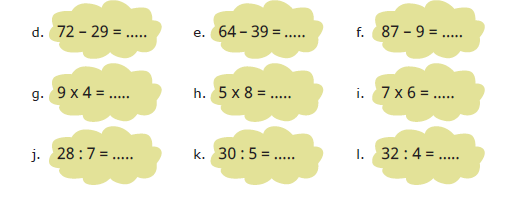 d. 72 – 29 = ..... e. 64 – 39 = ..... f. 87 – 9 = .....
g. 9 x 4 = ..... h. 5 x 8 = ..... i. 7 x 6 = .....
j. 28 : 7 = ..... k. 30 : 5 = ..... l. 32 : 4 = .....